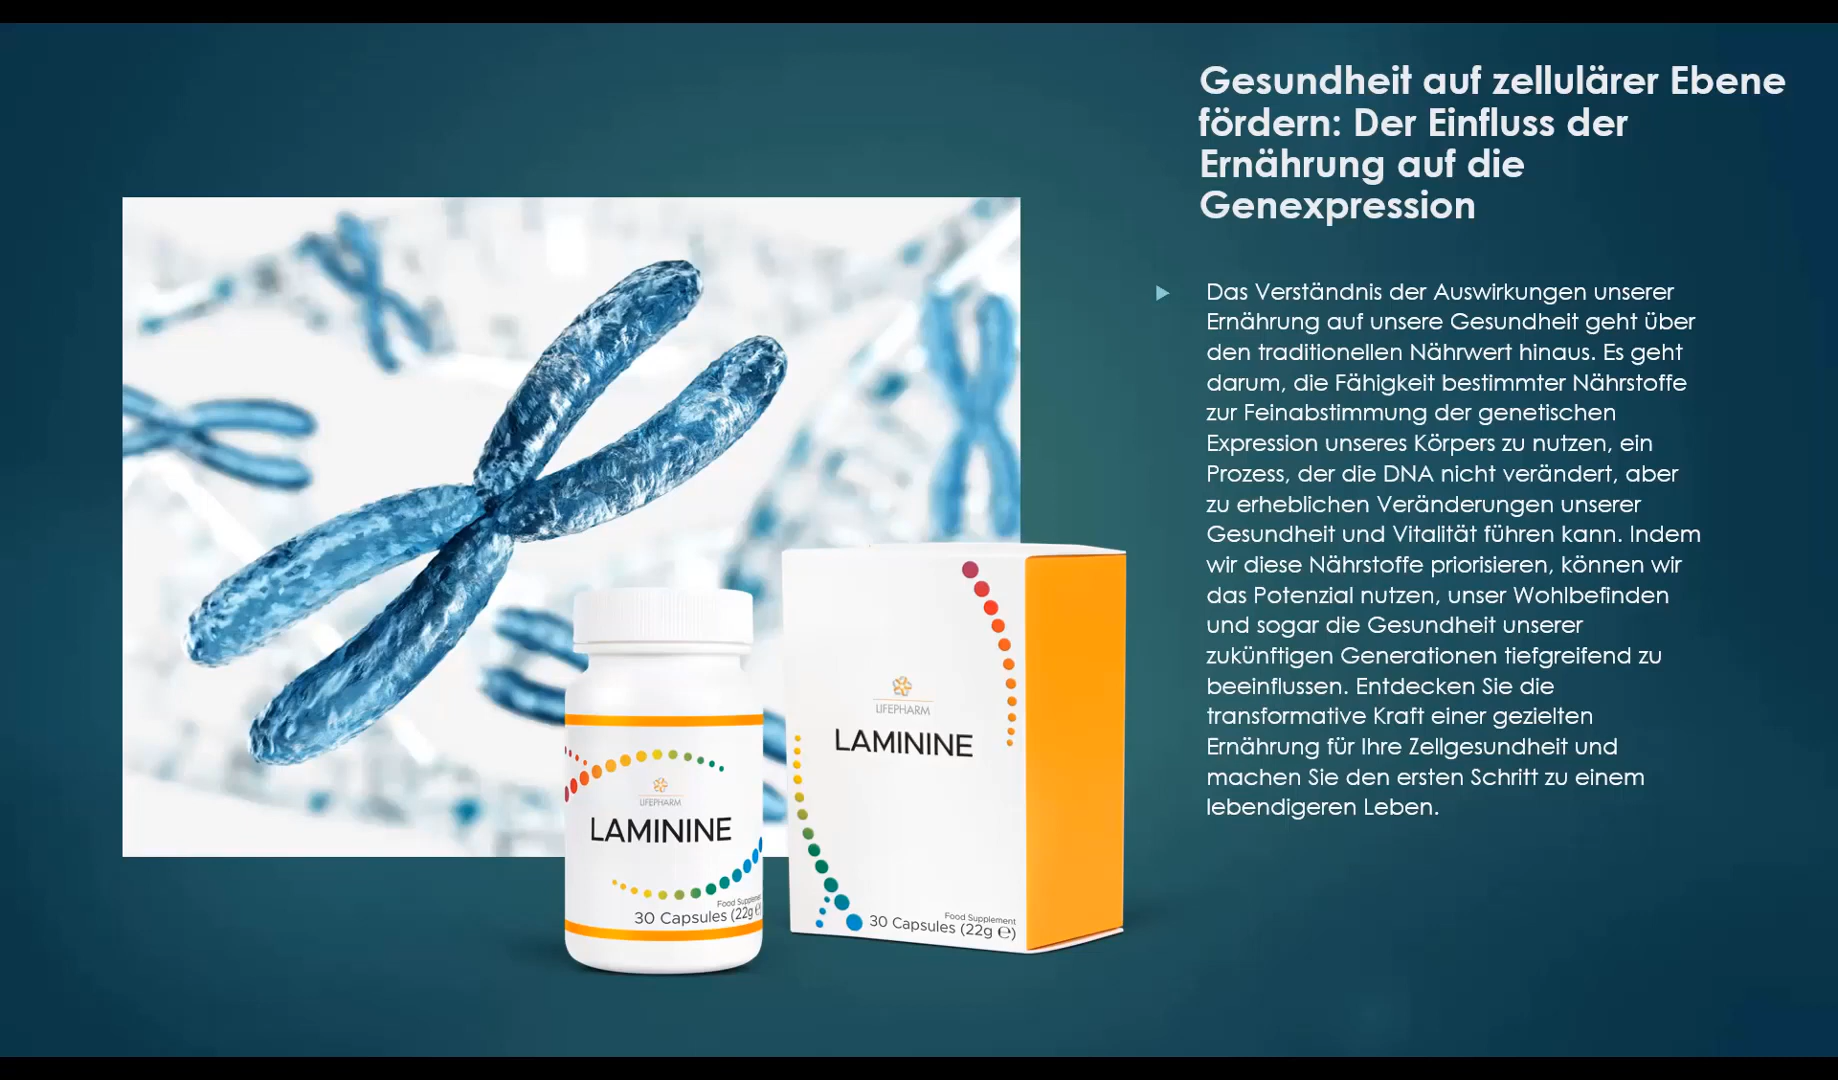 Gesundheit auf zellulärer Ebene
fördern: Der Einfluss der
Ernährung auf die
Genexpression
Das Verständnis der Auswirkungen unserer
Ernährung auf unsere Gesundheit geht über
den traditionellen Nährwert hinaus. Es geht
darum, die Fähigkeit bestimmter Nährstoffe
zur Feinabstimmung der genetischen
Expression unseres Körpers zu nutzen, ein
Prozess, der die DNA nicht verändert, aber
zu erheblichen Veränderungen unserer
Gesundheit und Vitalität führen kann. Indem
wir diese Nährstoffe priorisieren, können wir
das Potenzial nutzen, unser Wohlbefinden
und sogar die Gesundheit unserer
zukünftigen Generationen tiefgreifend zu
beeinflussen. Entdecken Sie die
transformative Kraft einer gezielten
Ernährung für Ihre Zellgesundheit und
machen Sie den ersten Schritt zu einem
lebendigeren Leben.
LIFEPHARM
LAMININE
Food Supplement
30 Capsules (22g ℮)
LIFEPHARM
LAMININE
Food Supplement
30 Capsules (22g ℮)